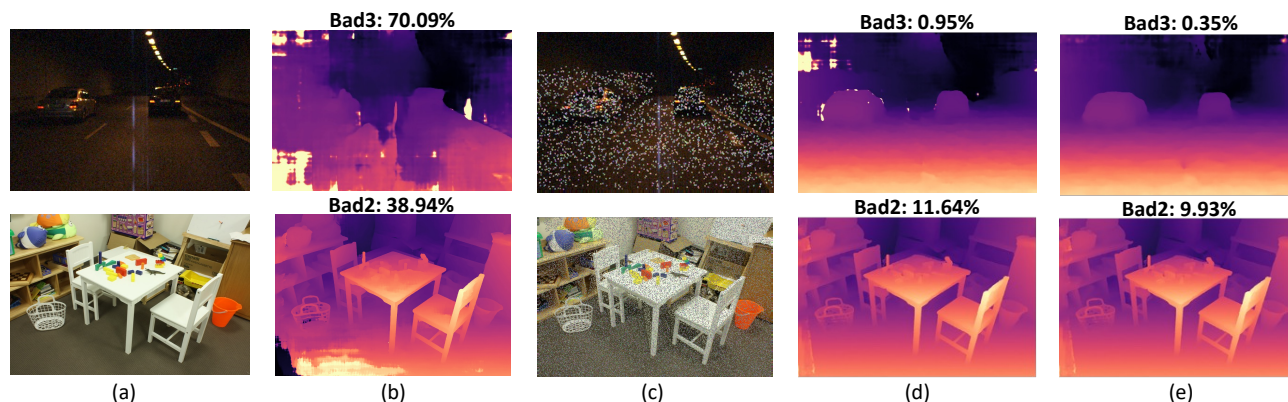 Bad3: 70.09%
Bad3: 0.95%
Bad3: 0.35%
Bad2: 38.94%
Bad2: 11.64%
Bad2: 9.93%
(a)
(b)
(c)
(d)
(e)